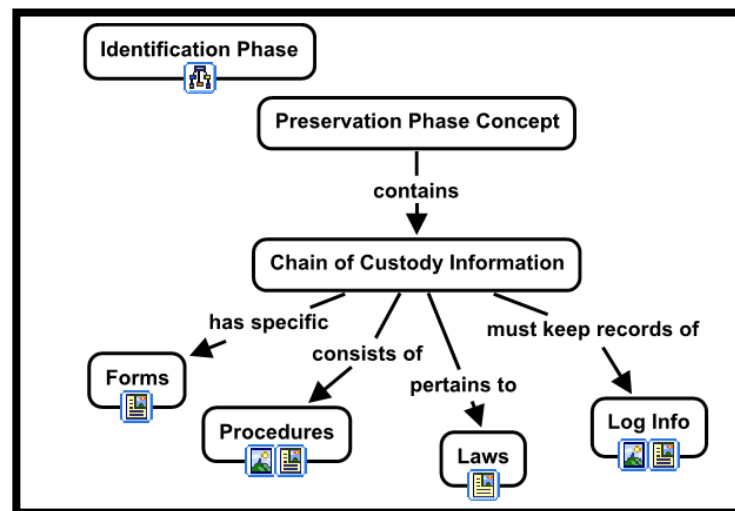 Identification Phase
Preservation Phase Concept
contains
Chain of Custody Information
has specific
must keep records of
consists of
pertains to
Forms
Procedures
Log Info
Laws